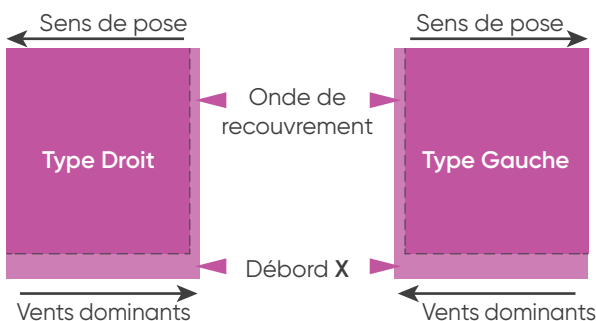 Sens de pose
Sens de pose
Onde de
recouvrement
Type Droit
Type Gauche
Débord X
Vents dominants
Vents dominants